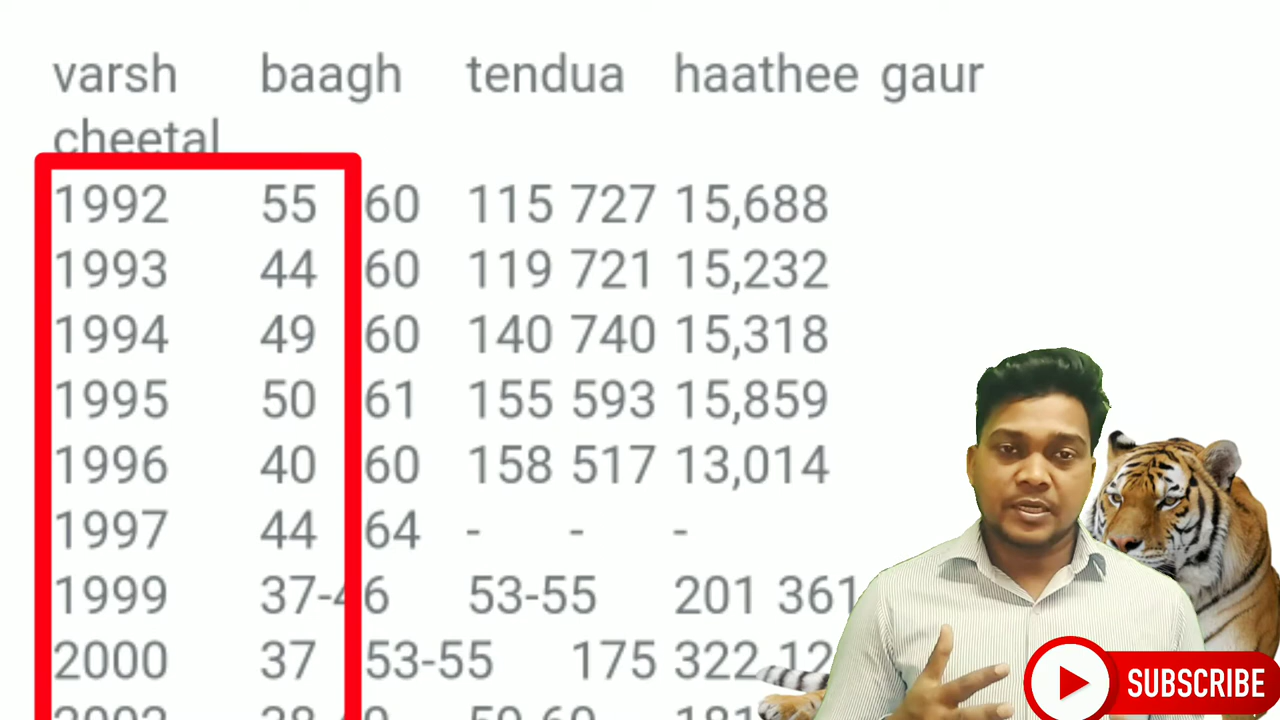 varsh baagh tendua haathee gaur
cheetal
1992 55 60 115 727 15,688
1993 44 60 119 721 15,232
1994 49 60 140 740 15,318
1995 50 61 155 593 15,859
1996 40 60 158 517 13,014
1997 44 64 - - -
1999 37-46 53-55 201 361
2000 37 53-55 175 322
SUBSCRIBE